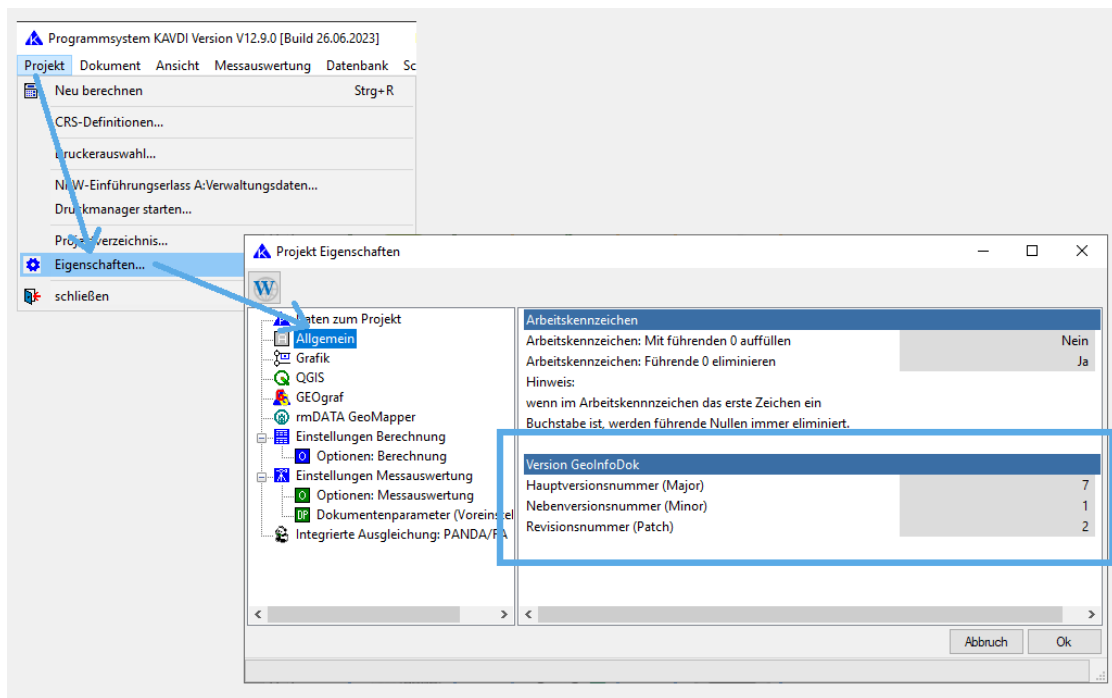 Programmsystem KAVDI Version V12.9.0 [Build 26.06.2023]
Projekt Dokument Ansicht Messauswertung Datenbank Sc
Neu berechnen Strg+R
CRS-Definitionen...
Druckerauswahl...
NRW-Einführungserlass A:Verwaltungsdaten...
Druckmanager starten...
Projektverzeichnis...
Eigenschaften...
schließen
Projekt Eigenschaften
W
Daten zum Projekt
Allgemein
Grafik
QGIS
GEOgraf
rmDATA GeoMapper
Einstellungen Berechnung
O Optionen: Berechnung
Einstellungen Messauswertung
O Optionen: Messauswertung
DP Dokumentenparameter (Voreinstel
Integrierte Ausgleichung: PANDA/FA
Arbeitskennzeichen
Arbeitskennzeichen: Mit führenden 0 auffüllen Nein
Arbeitskennzeichen: Führende 0 eliminieren Ja
Hinweis:
wenn im Arbeitskennnzeichen das erste Zeichen ein
Buchstabe ist, werden führende Nullen immer eliminiert.
Version GeoInfoDok
Hauptversionsnummer (Major) 7
Nebenversionsnummer (Minor) 1
Revisionsnummer (Patch) 2
Abbruch Ok